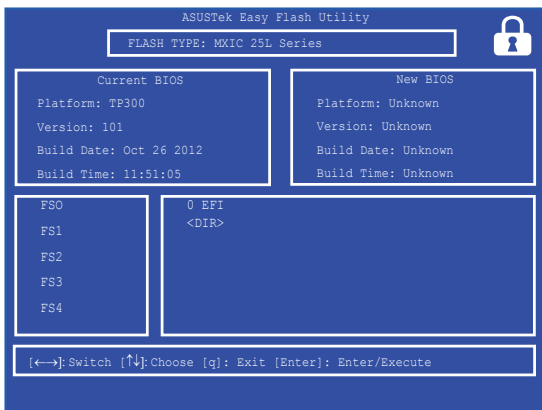 ASUSTek Easy Flash Utility
FLASH TYPE: MXIC 25L Series
Current BIOS
Platform: TP300
Version: 101
Build Date: Oct 26 2012
Build Time: 11:51:05
New BIOS
Platform: Unknown
Version: Unknown
Build Date: Unknown
Build Time: Unknown
FSO
FS1
FS2
FS3
FS4
0 EFI
<DIR>
[←→]: Switch [↑↓]: Choose [q]: Exit [Enter]: Enter/Execute